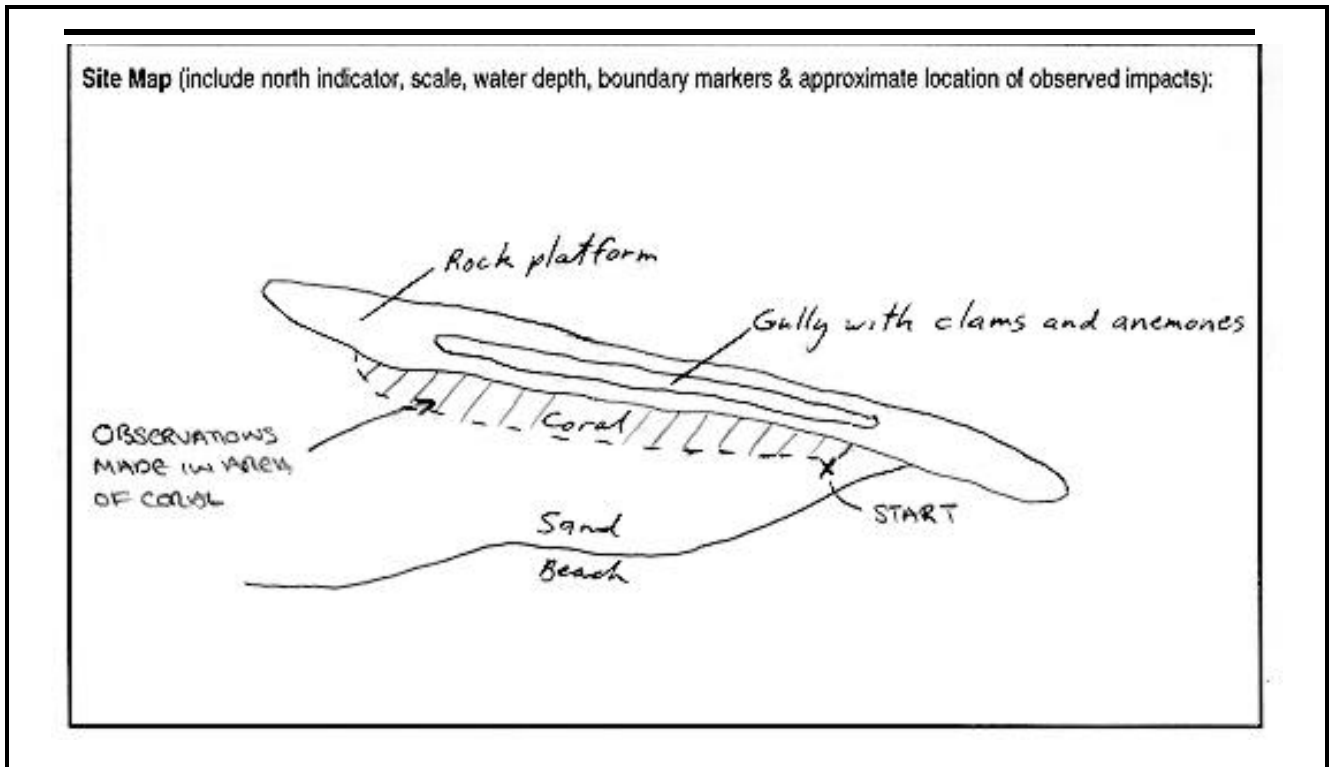 Site Map (include north indicator, scale, water depth, boundary markers & approximate location of observed impacts):
Rock platform
Gully with clams and anemones
Coral
OBSERVATIONS
MADE IN AREA
OF CORAL
START
Sand
Beach